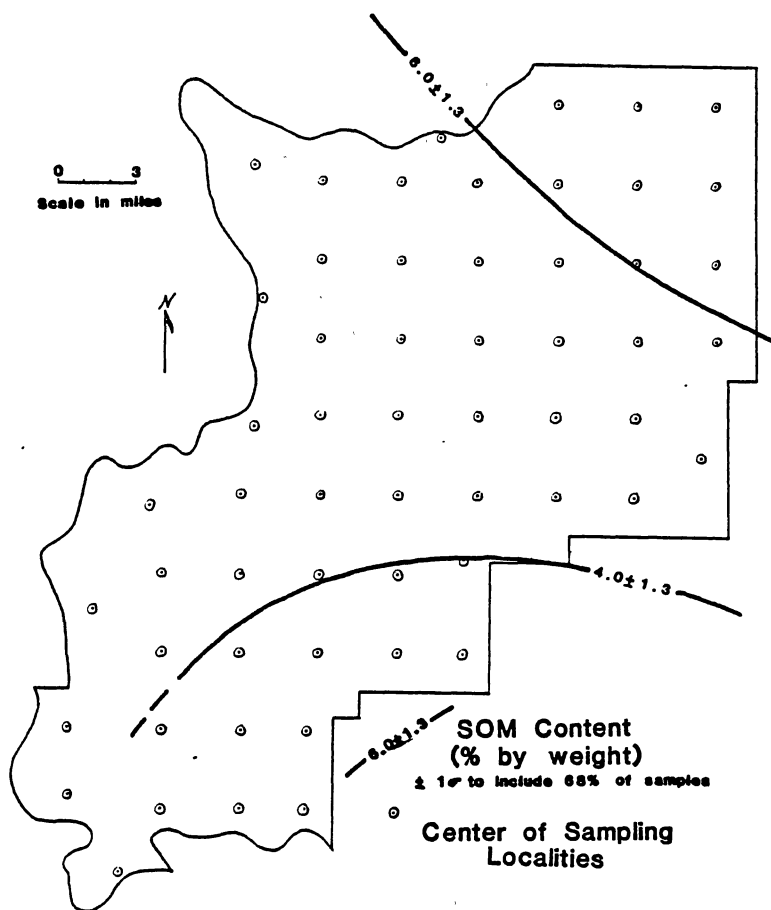 6.0±1.3
0 3
Scale in miles
N
4.0±1.3
6.0±1.3
SOM Content
(% by weight)
± 1σ to include 68% of samples
Center of Sampling
Localities